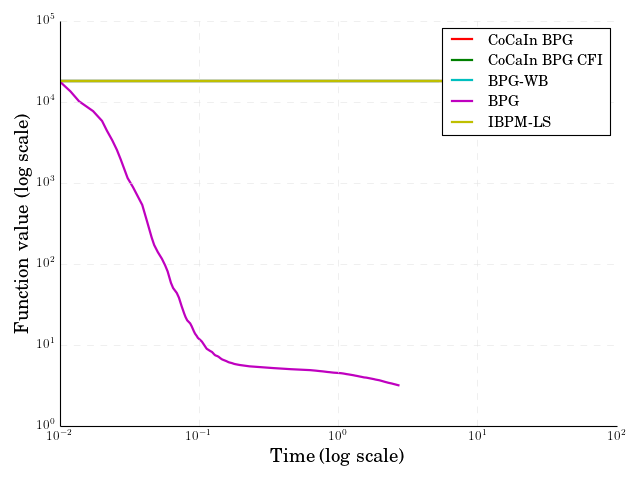 10^5
10^4
10^3
10^2
10^1
10^0
Function value (log scale)
CoCaIn BPG
CoCaIn BPG CFI
BPG-WB
BPG
IBPM-LS
10^−2 10^−1 10^0 10^1 10^2
Time (log scale)